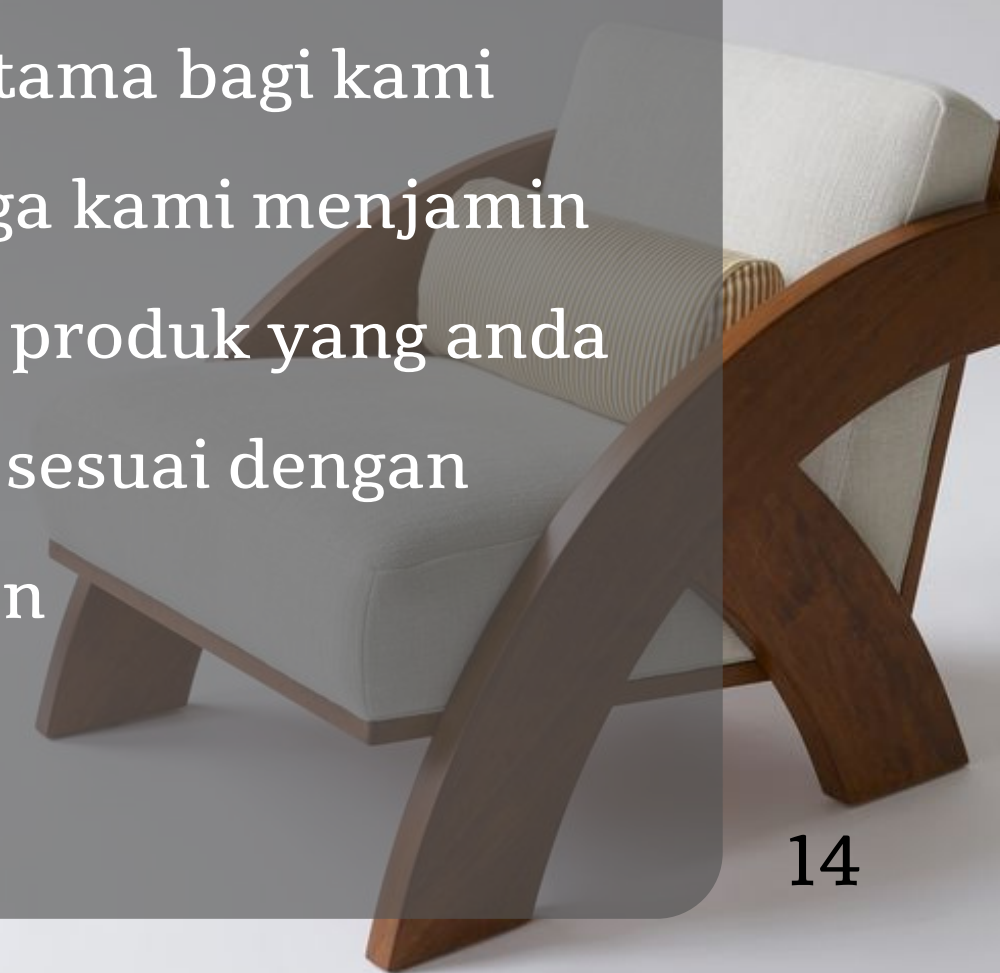 tama bagi kami
ga kami menjamin
produk yang anda
sesuai dengan
n
14